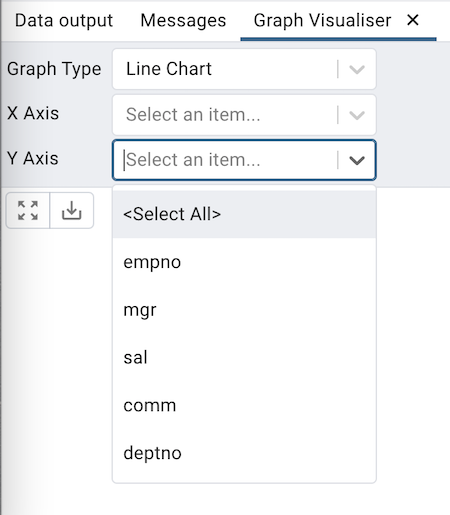 Data output Messages Graph Visualiser ×
Graph Type Line Chart
X Axis Select an item...
Y Axis Select an item...
<Select All>
empno
mgr
sal
comm
deptno